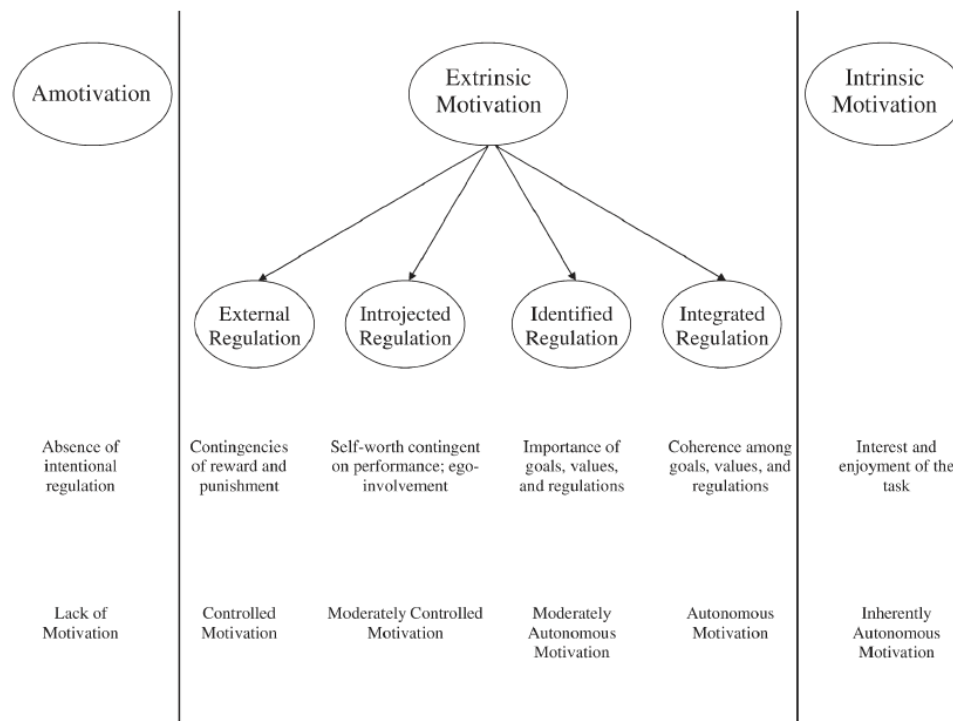 Amotivation
Extrinsic
Motivation
Intrinsic
Motivation
External
Regulation
Introjected
Regulation
Identified
Regulation
Integrated
Regulation
Absence of
intentional
regulation
Contingencies
of reward and
punishment
Self-worth contingent
on performance; ego-
involvement
Importance of
goals, values,
and regulations
Coherence among
goals, values, and
regulations
Interest and
enjoyment of the
task
Lack of
Motivation
Controlled
Motivation
Moderately Controlled
Motivation
Moderately
Autonomous
Motivation
Autonomous
Motivation
Inherently
Autonomous
Motivation